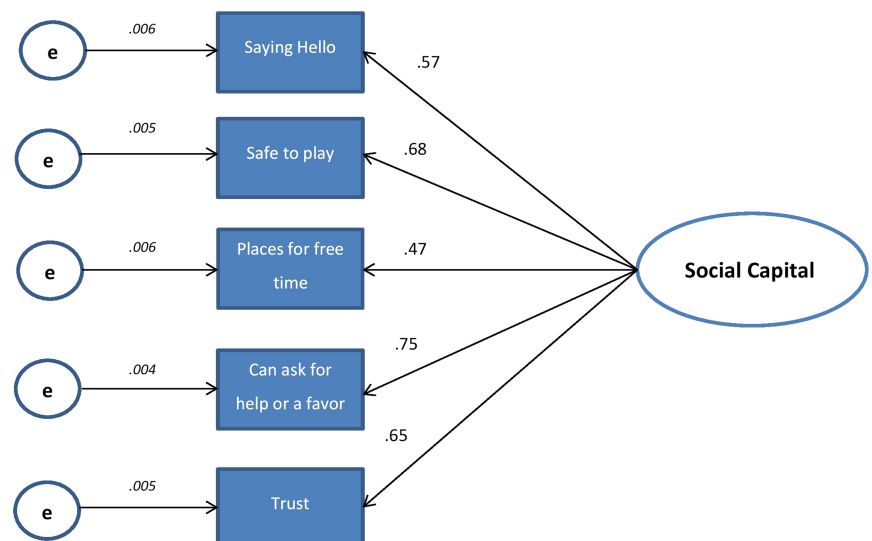 e
.006
Saying Hello
.57
e
.005
Safe to play
.68
e
.006
Places for free
time
.47
Social Capital
e
.004
Can ask for
help or a favor
.75
e
.005
Trust
.65